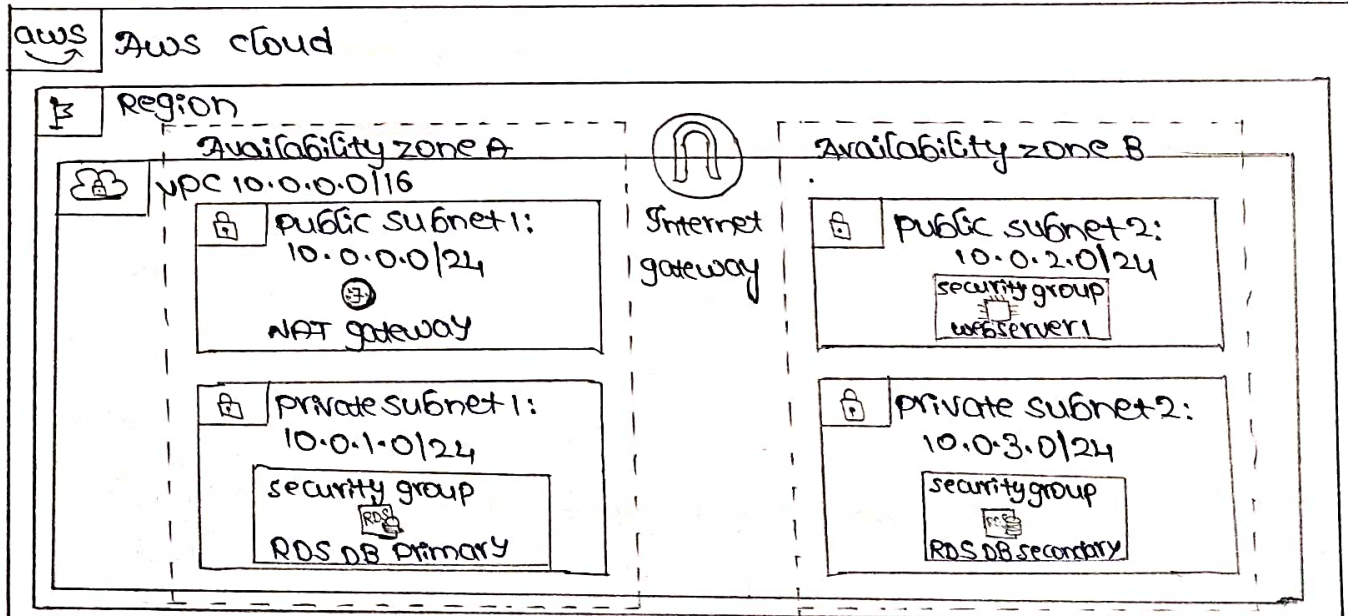 aws
Aws cloud
Region
Availability zone A
Availability zone B
VPC 10.0.0.0/16
public subnet 1:
10.0.0.0/24
NAT gateway
Internet
gateway
public subnet 2:
10.0.2.0/24
security group
webserver1
private subnet 1:
10.0.1.0/24
security group
RDS
RDS DB primary
private subnet 2:
10.0.3.0/24
security group
RDS DB secondary